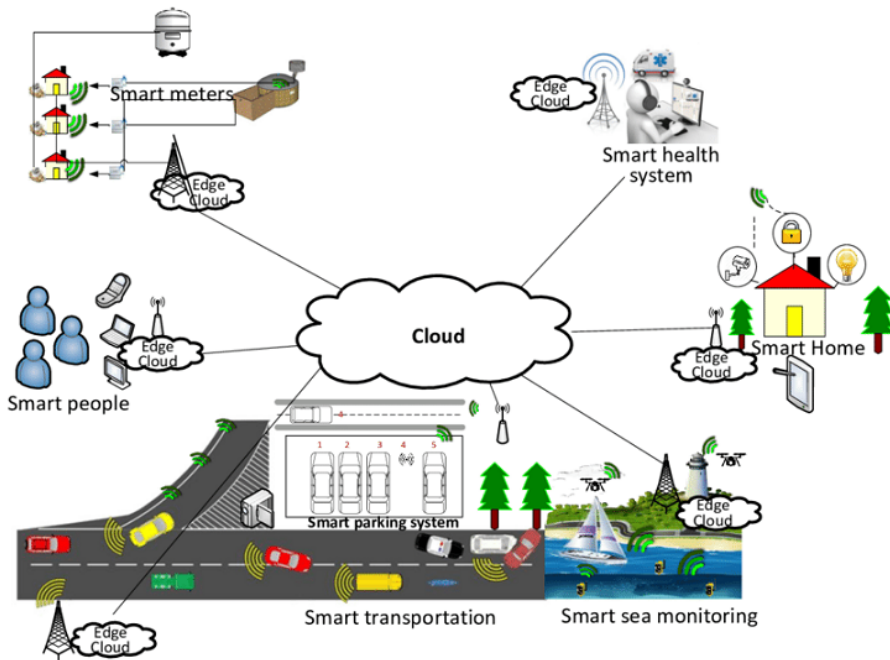 Smart meters
Edge
Cloud
Edge
Cloud
Smart health
system
Cloud
Edge
Cloud
Smart people
Edge
Cloud
Smart Home
4
1 2 3 4 5
Smart parking system
Edge
Cloud
Smart transportation
Smart sea monitoring
Edge
Cloud